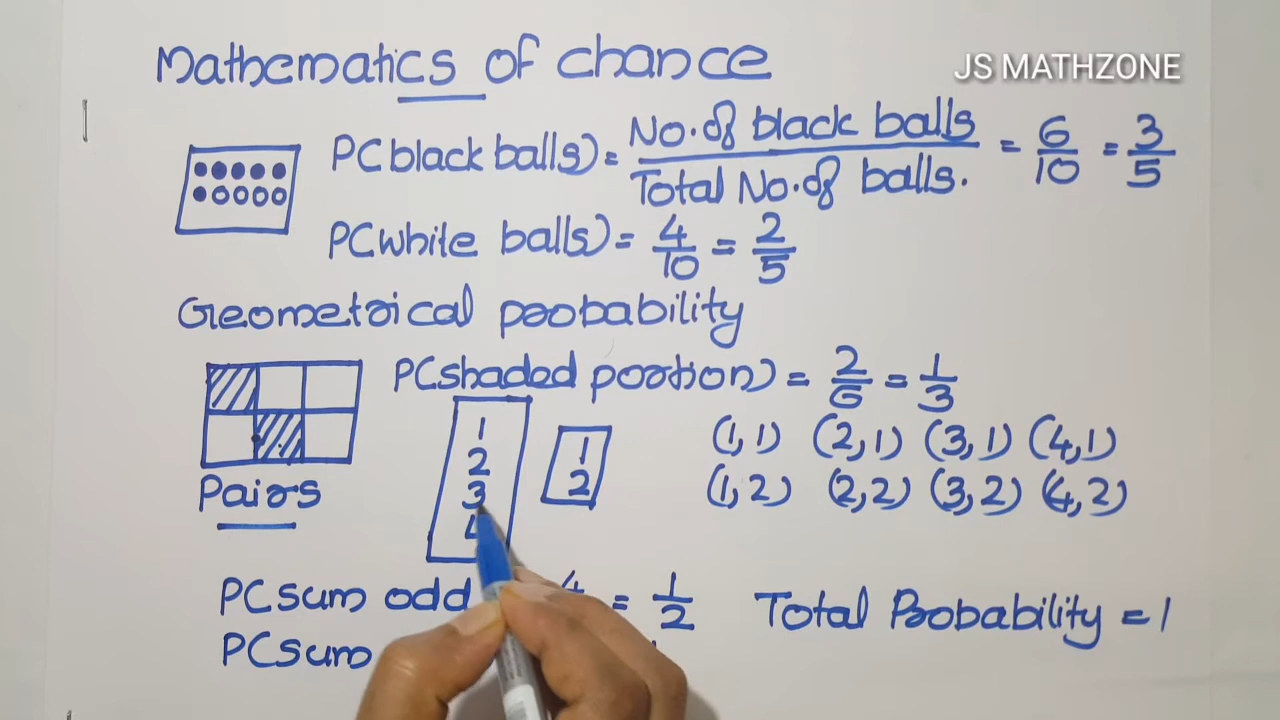 Mathematics of chance
JS MATHZONE
P(black balls) = No. of black balls / Total No. of balls. = 6/10 = 3/5
P(white balls) = 4/10 = 2/5
Geometrical probability
P(shaded portion) = 2/6 = 1/3
1
2
3
4
1
2
(1,1) (2,1) (3,1) (4,1)
(1,2) (2,2) (3,2) (4,2)
Pairs
P(sum odd = 1/2
Total Probability = 1
P(sum